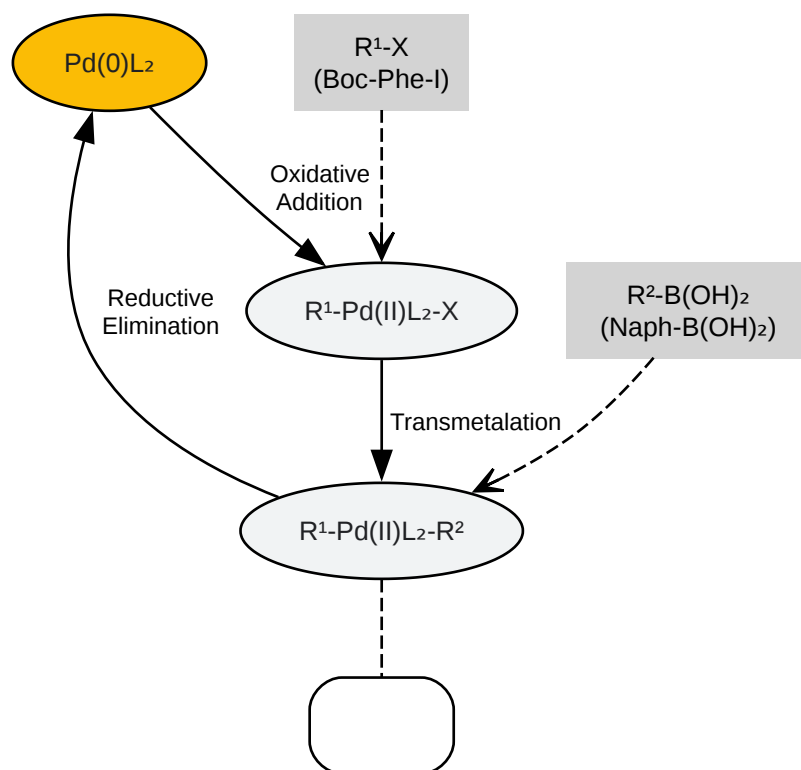 Pd(0)L₂
R¹-X
(Boc-Phe-I)
Oxidative
Addition
R¹-Pd(II)L₂-X
R²-B(OH)₂
(Naph-B(OH)₂)
Reductive
Elimination
Transmetalation
R¹-Pd(II)L₂-R²